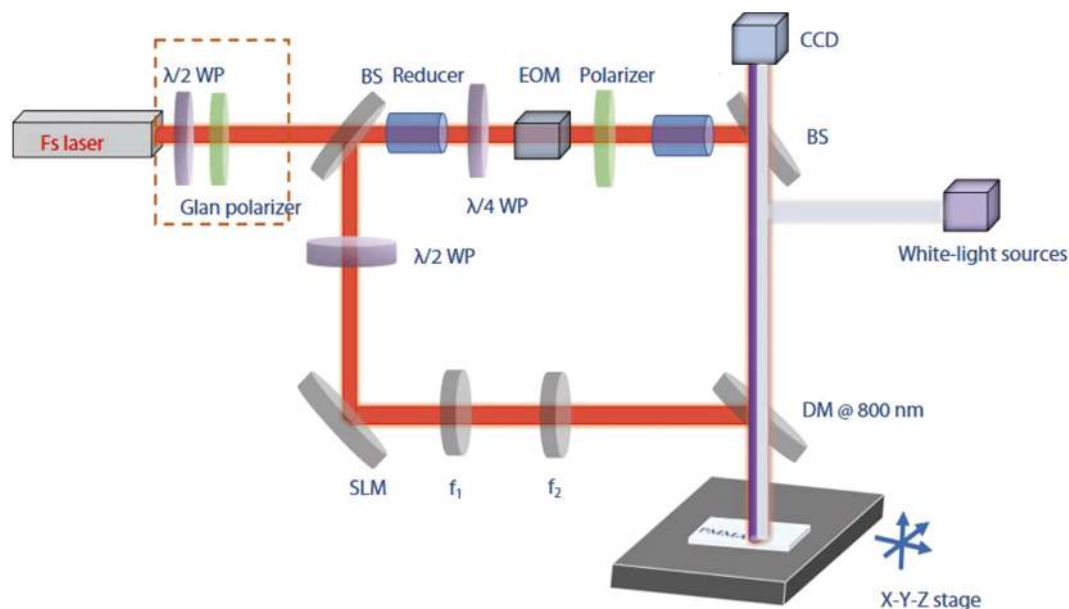 CCD
λ/2 WP
BS Reducer
EOM
Polarizer
Fs laser
BS
Glan polarizer
λ/4 WP
λ/2 WP
White-light sources
DM @ 800 nm
SLM
f₁
f₂
PMMA
X-Y-Z stage